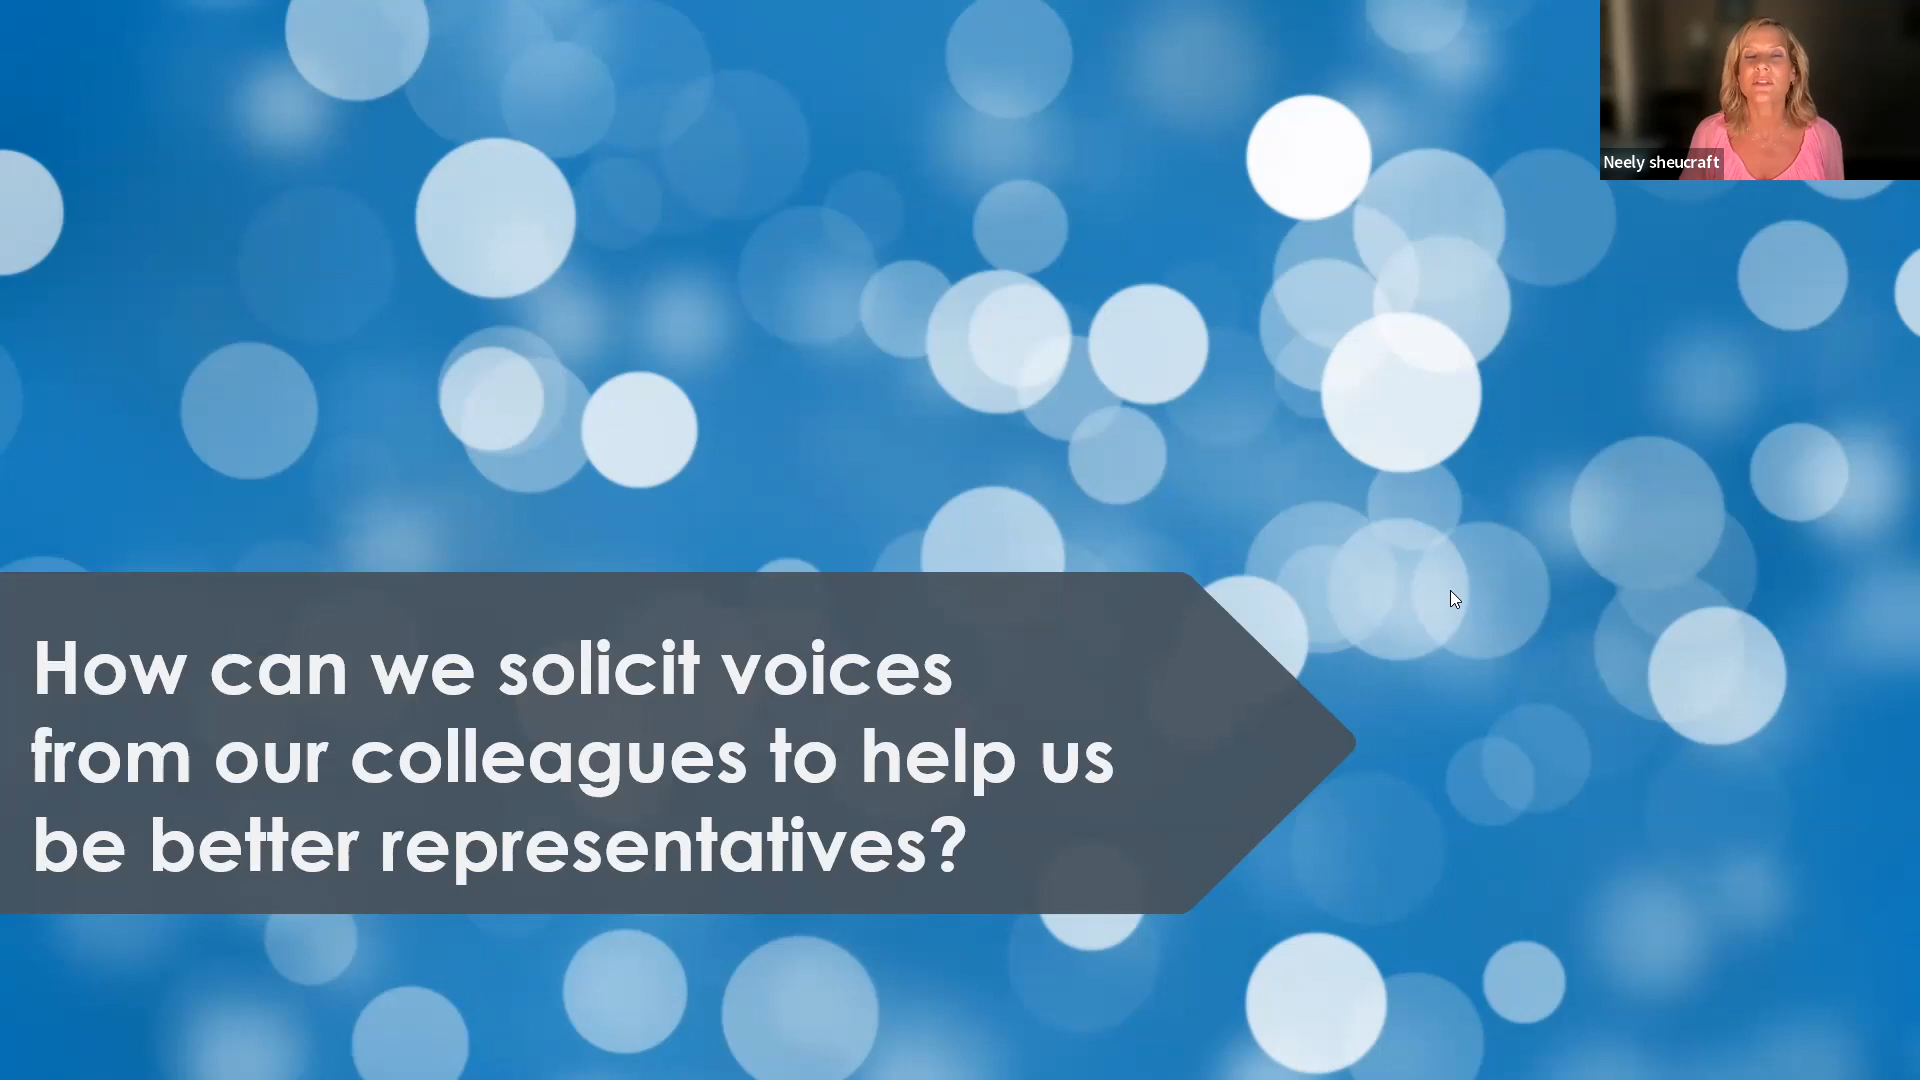 Neely sheucraft
How can we solicit voices
from our colleagues to help us
be better representatives?